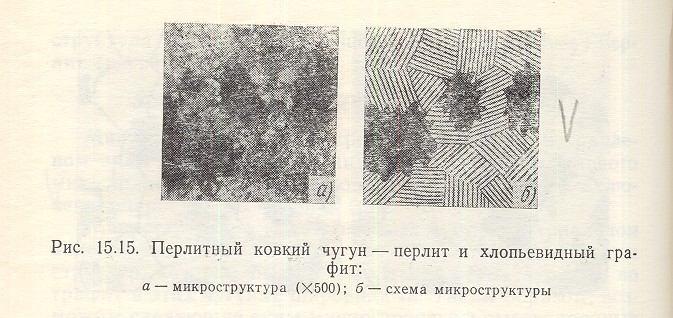 а) б)
Рис. 15.15. Перлитный ковкий чугун — перлит и хлопьевидный гра-
фит:
а — микроструктура (×500); б — схема микроструктуры